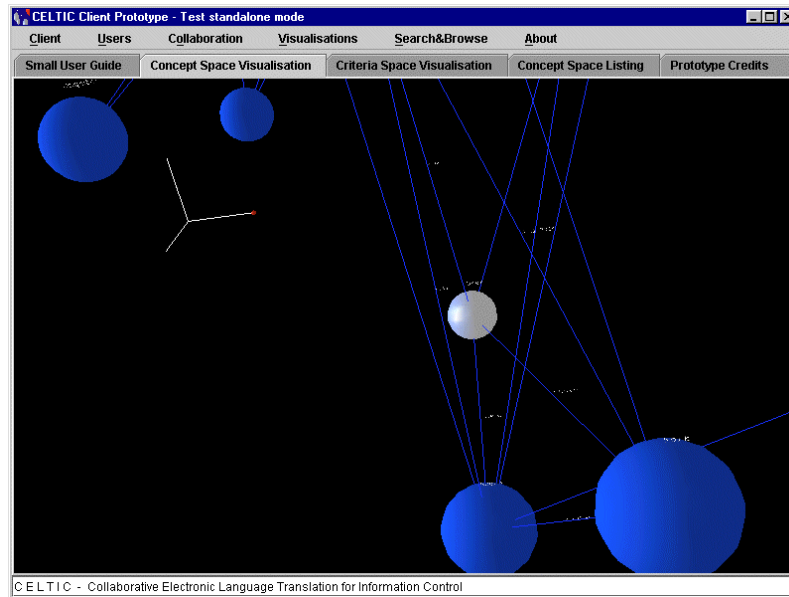 CELTIC Client Prototype - Test standalone mode
Client Users Collaboration Visualisations Search&Browse About
Small User Guide Concept Space Visualisation Criteria Space Visualisation Concept Space Listing Prototype Credits
C E L T I C - Collaborative Electronic Language Translation for Information Control